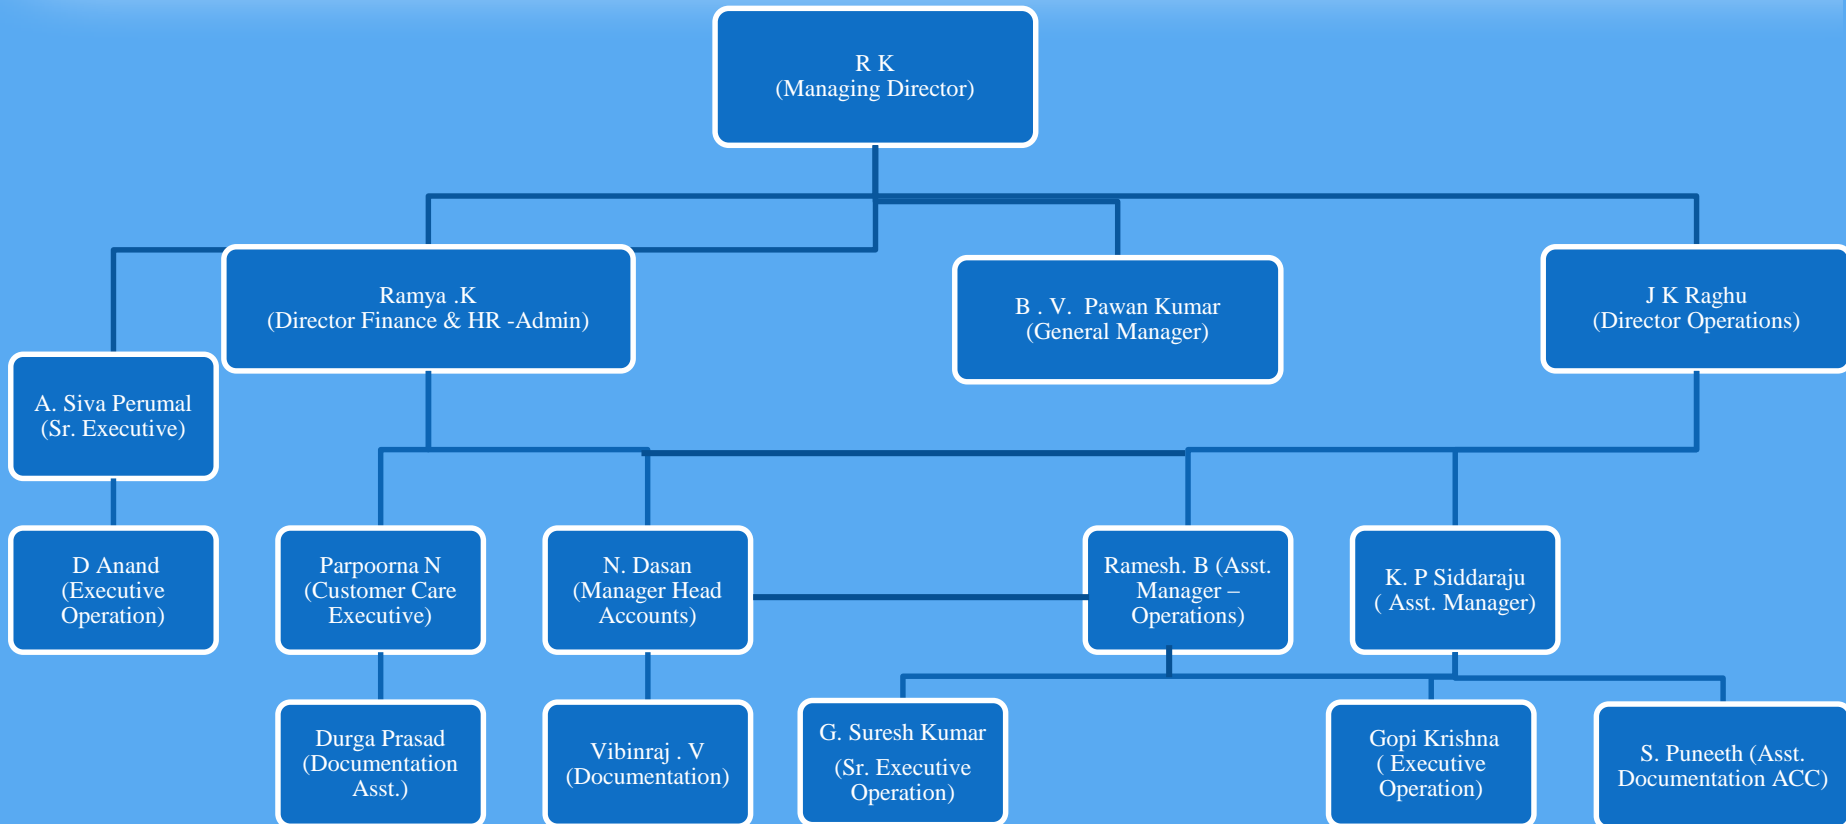 R K
(Managing Director)
Ramya .K
(Director Finance & HR -Admin)
B . V.  Pawan Kumar
(General Manager)
J K Raghu
(Director Operations)
A. Siva Perumal
(Sr. Executive)
D Anand
(Executive
Operation)
Parpoorna N
(Customer Care
Executive)
N. Dasan
(Manager Head
Accounts)
Ramesh. B (Asst.
Manager –
Operations)
K. P Siddaraju
( Asst. Manager)
Durga Prasad
(Documentation
Asst.)
Vibinraj . V
(Documentation)
G. Suresh Kumar
(Sr. Executive
Operation)
Gopi Krishna
( Executive
Operation)
S. Puneeth (Asst.
Documentation ACC)